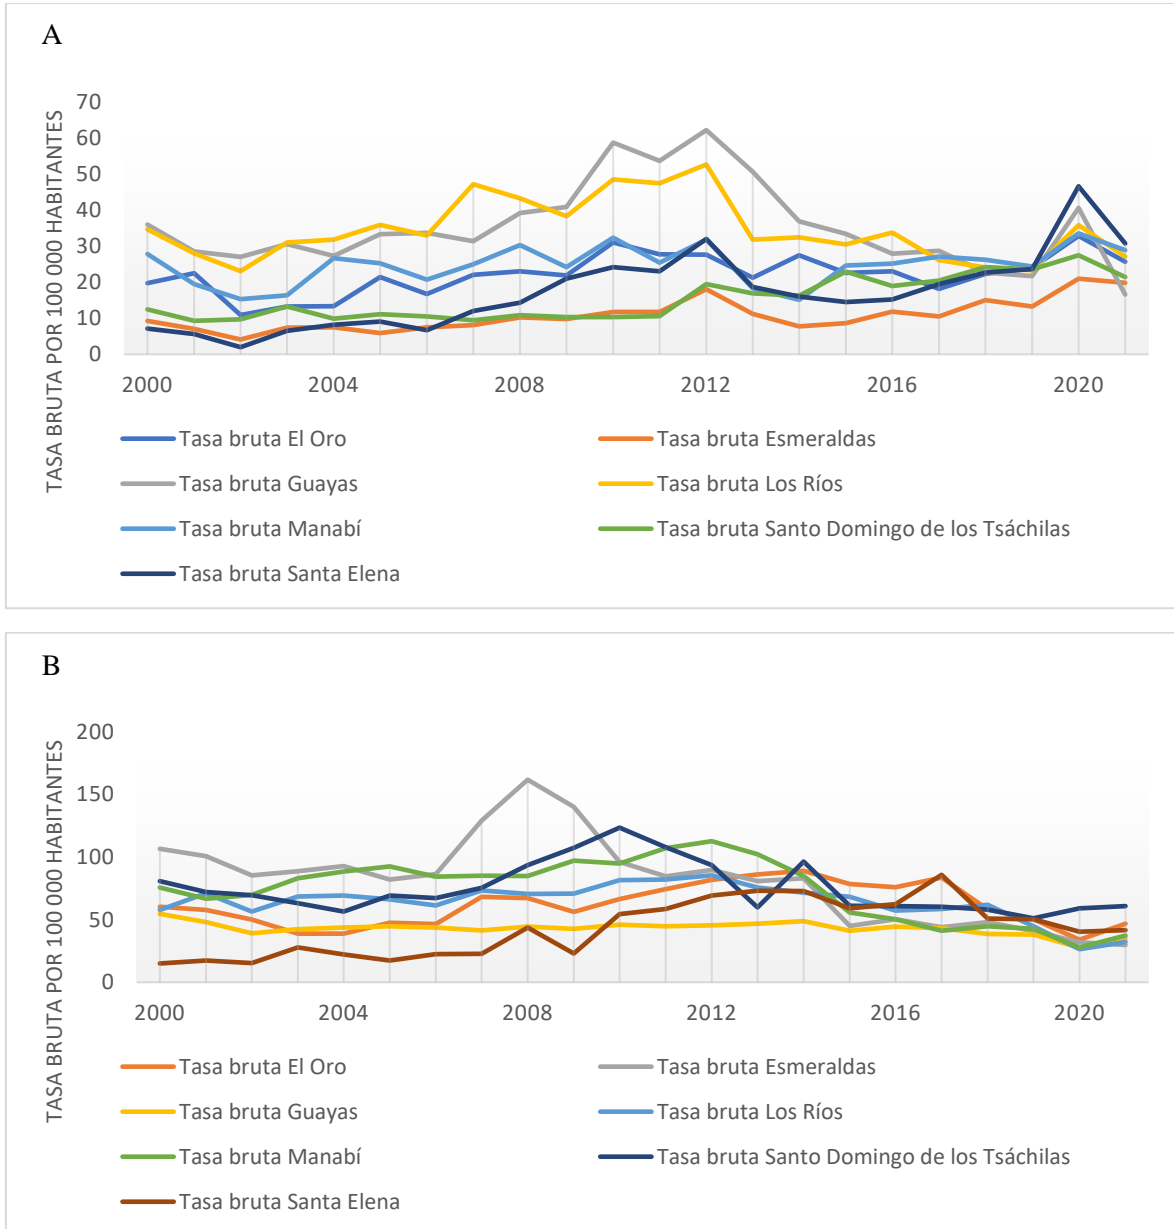 A
TASA BRUTA POR 100 000 HABITANTES
70
60
50
40
30
20
10
0
2000 2004 2008 2012 2016 2020
Tasa bruta El Oro Tasa bruta Esmeraldas
Tasa bruta Guayas Tasa bruta Los Ríos
Tasa bruta Manabí Tasa bruta Santo Domingo de los Tsáchilas
Tasa bruta Santa Elena
B
TASA BRUTA POR 100 000 HABITANTES
200
150
100
50
0
2000 2004 2008 2012 2016 2020
Tasa bruta El Oro Tasa bruta Esmeraldas
Tasa bruta Guayas Tasa bruta Los Ríos
Tasa bruta Manabí Tasa bruta Santo Domingo de los Tsáchilas
Tasa bruta Santa Elena